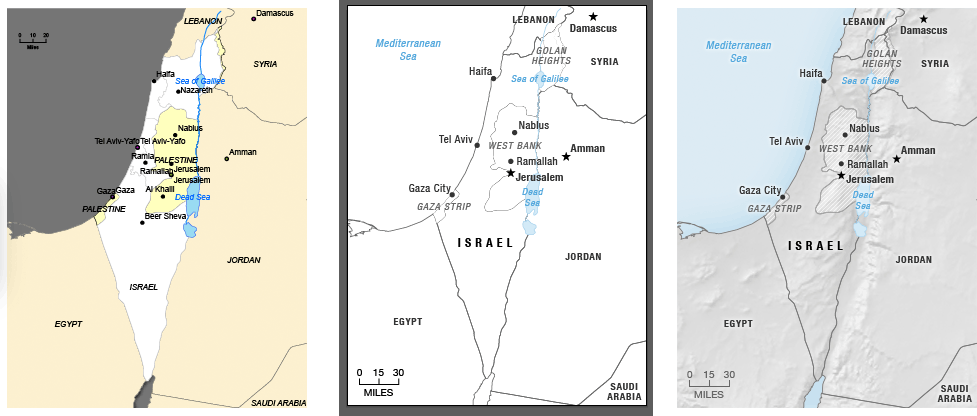 Damascus
LEBANON
0 10 20
Miles
SYRIA
Haifa
Sea of Galilee
Nazareth
Nablus
Tel Aviv-Yafo Tel Aviv-Yafo
Amman
Ramla
PALESTINE
Ramallah
Jerusalem
Jerusalem
Gaza Gaza
Al Khalil
Dead Sea
PALESTINE
Beer Sheva
JORDAN
ISRAEL
EGYPT
SAUDI ARABIA
LEBANON
Damascus
Mediterranean
Sea
GOLAN
HEIGHTS
SYRIA
Haifa
Sea of Galilee
Nablus
Tel Aviv
WEST BANK
Amman
Ramallah
Jerusalem
Gaza City
Dead
Sea
GAZA STRIP
ISRAEL
JORDAN
EGYPT
0 15 30
MILES
SAUDI
ARABIA
LEBANON
Damascus
Mediterranean
Sea
GOLAN
HEIGHTS
SYRIA
Haifa
Sea of Galilee
Nablus
Tel Aviv
WEST BANK
Amman
Ramallah
Jerusalem
Gaza City
Dead
Sea
GAZA STRIP
ISRAEL
JORDAN
EGYPT
0 15 30
MILES
SAUDI
ARABIA